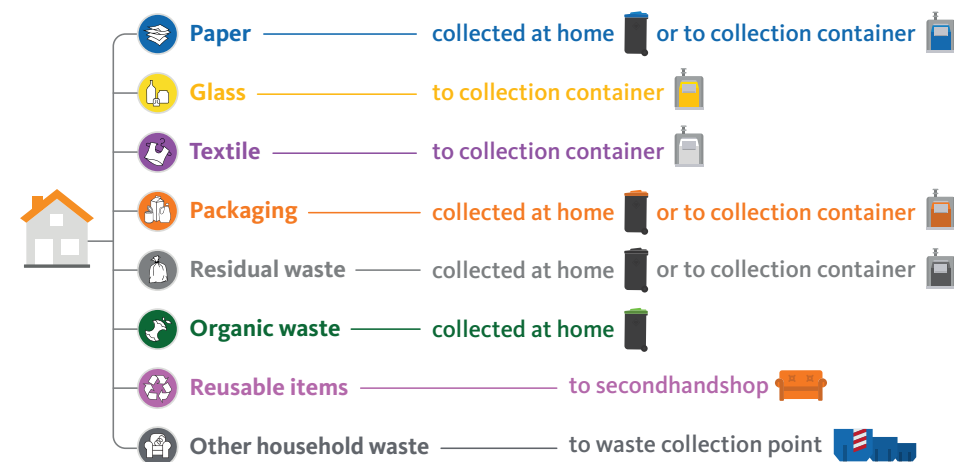 Paper collected at home or to collection container
Glass to collection container
Textile to collection container
Packaging collected at home or to collection container
Residual waste collected at home or to collection container
Organic waste collected at home
Reusable items to secondhandshop
Other household waste to waste collection point